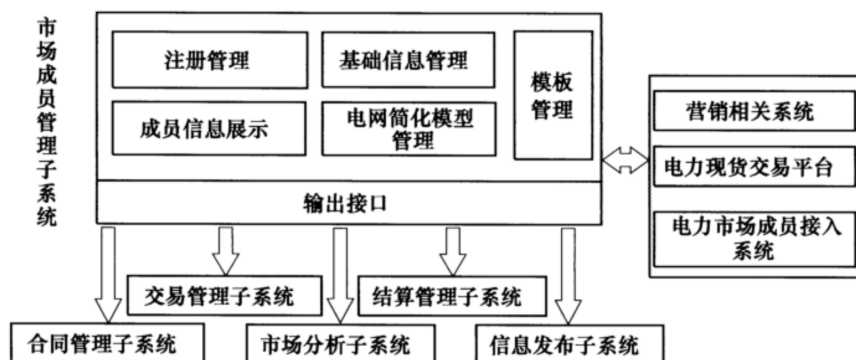 市场成员管理子系统
注册管理
基础信息管理
模板
管理
成员信息展示
电网简化模型
管理
输出接口
营销相关系统
电力现货交易平台
电力市场成员接入
系统
交易管理子系统
结算管理子系统
合同管理子系统
市场分析子系统
信息发布子系统